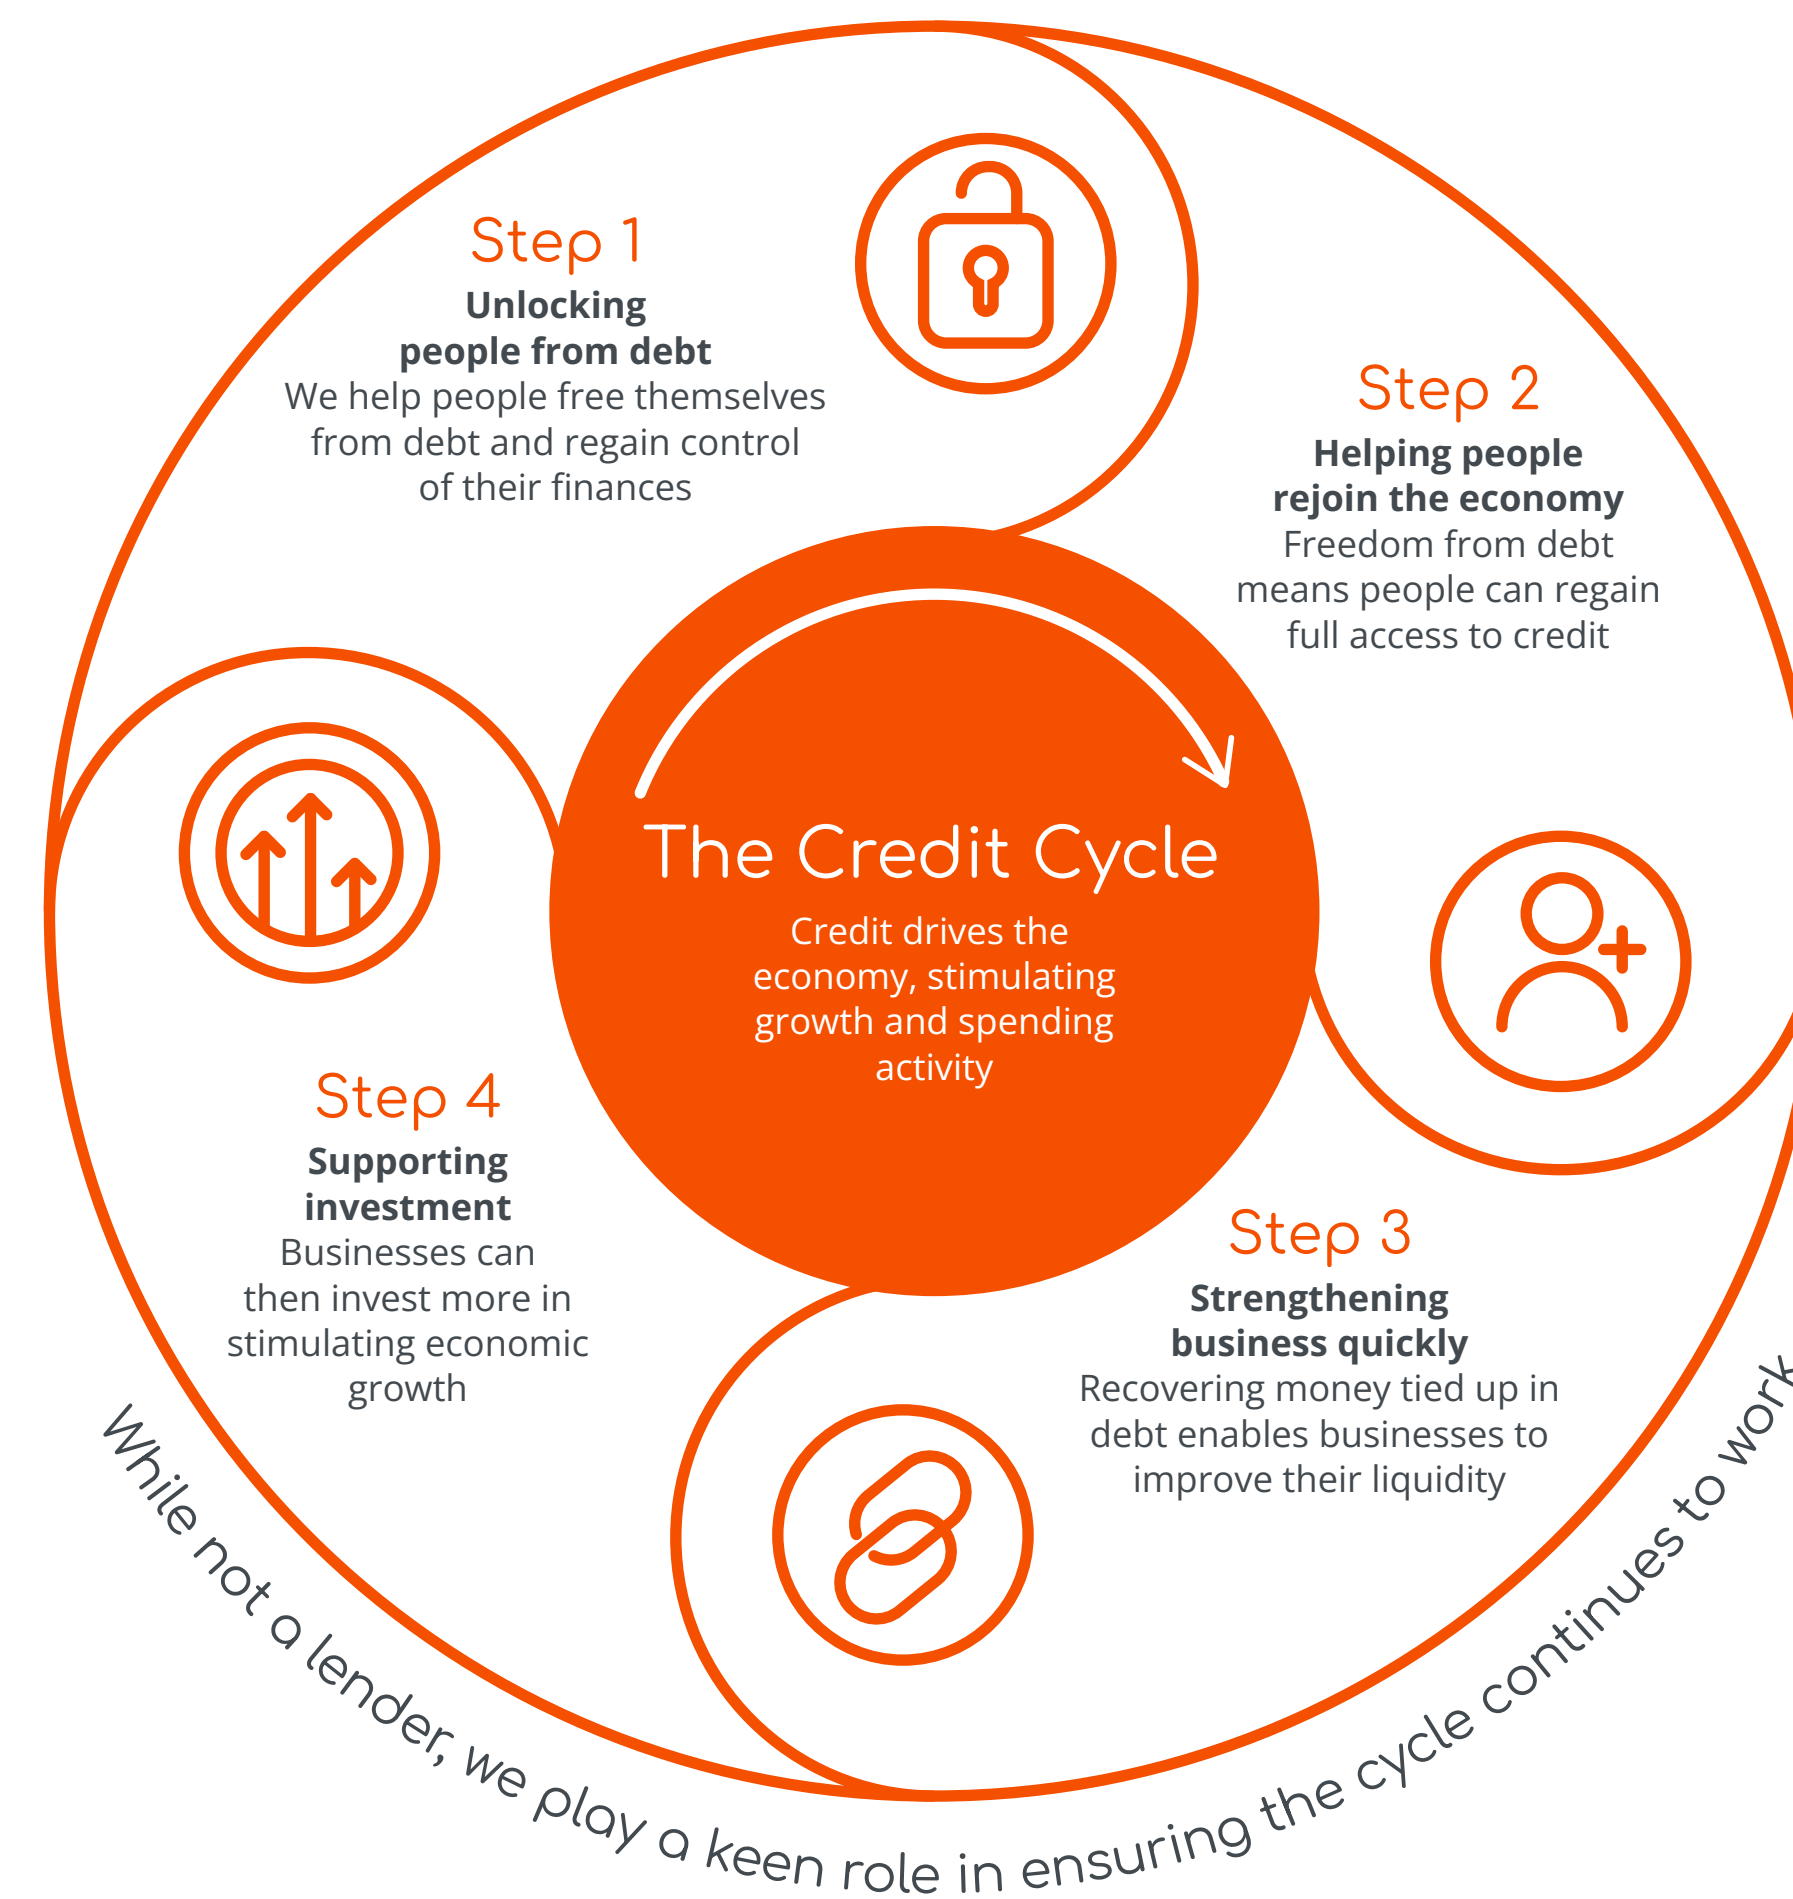 Step 1
Unlocking
people from debt
We help people free themselves
from debt and regain control
of their finances
Step 2
Helping people
rejoin the economy
Freedom from debt
means people can regain
full access to credit
The Credit Cycle
Credit drives the
economy, stimulating
growth and spending
activity
Step 3
Strengthening
business quickly
Recovering money tied up in
debt enables businesses to
improve their liquidity
Step 4
Supporting
investment
Businesses can
then invest more in
stimulating economic
growth
While not a lender, we play a keen role in ensuring the cycle continues to work